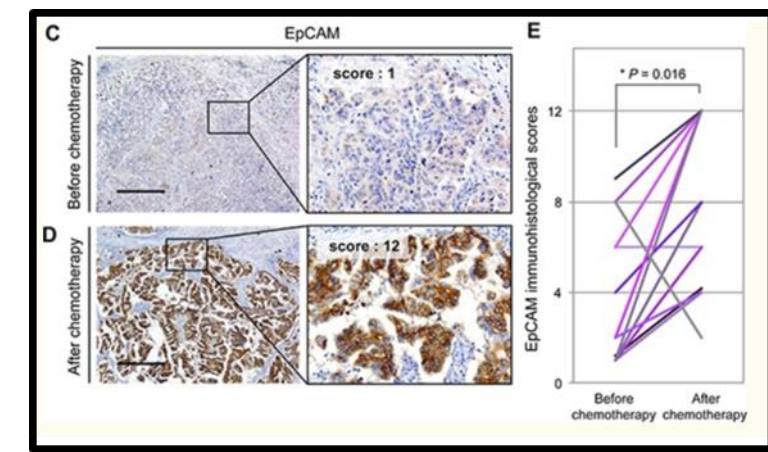 C
EpCAM
Before chemotherapy
score : 1
D
After chemotherapy
score : 12
E
* P = 0.016
EpCAM immunohistological scores
12
8
4
0
Before chemotherapy
After chemotherapy